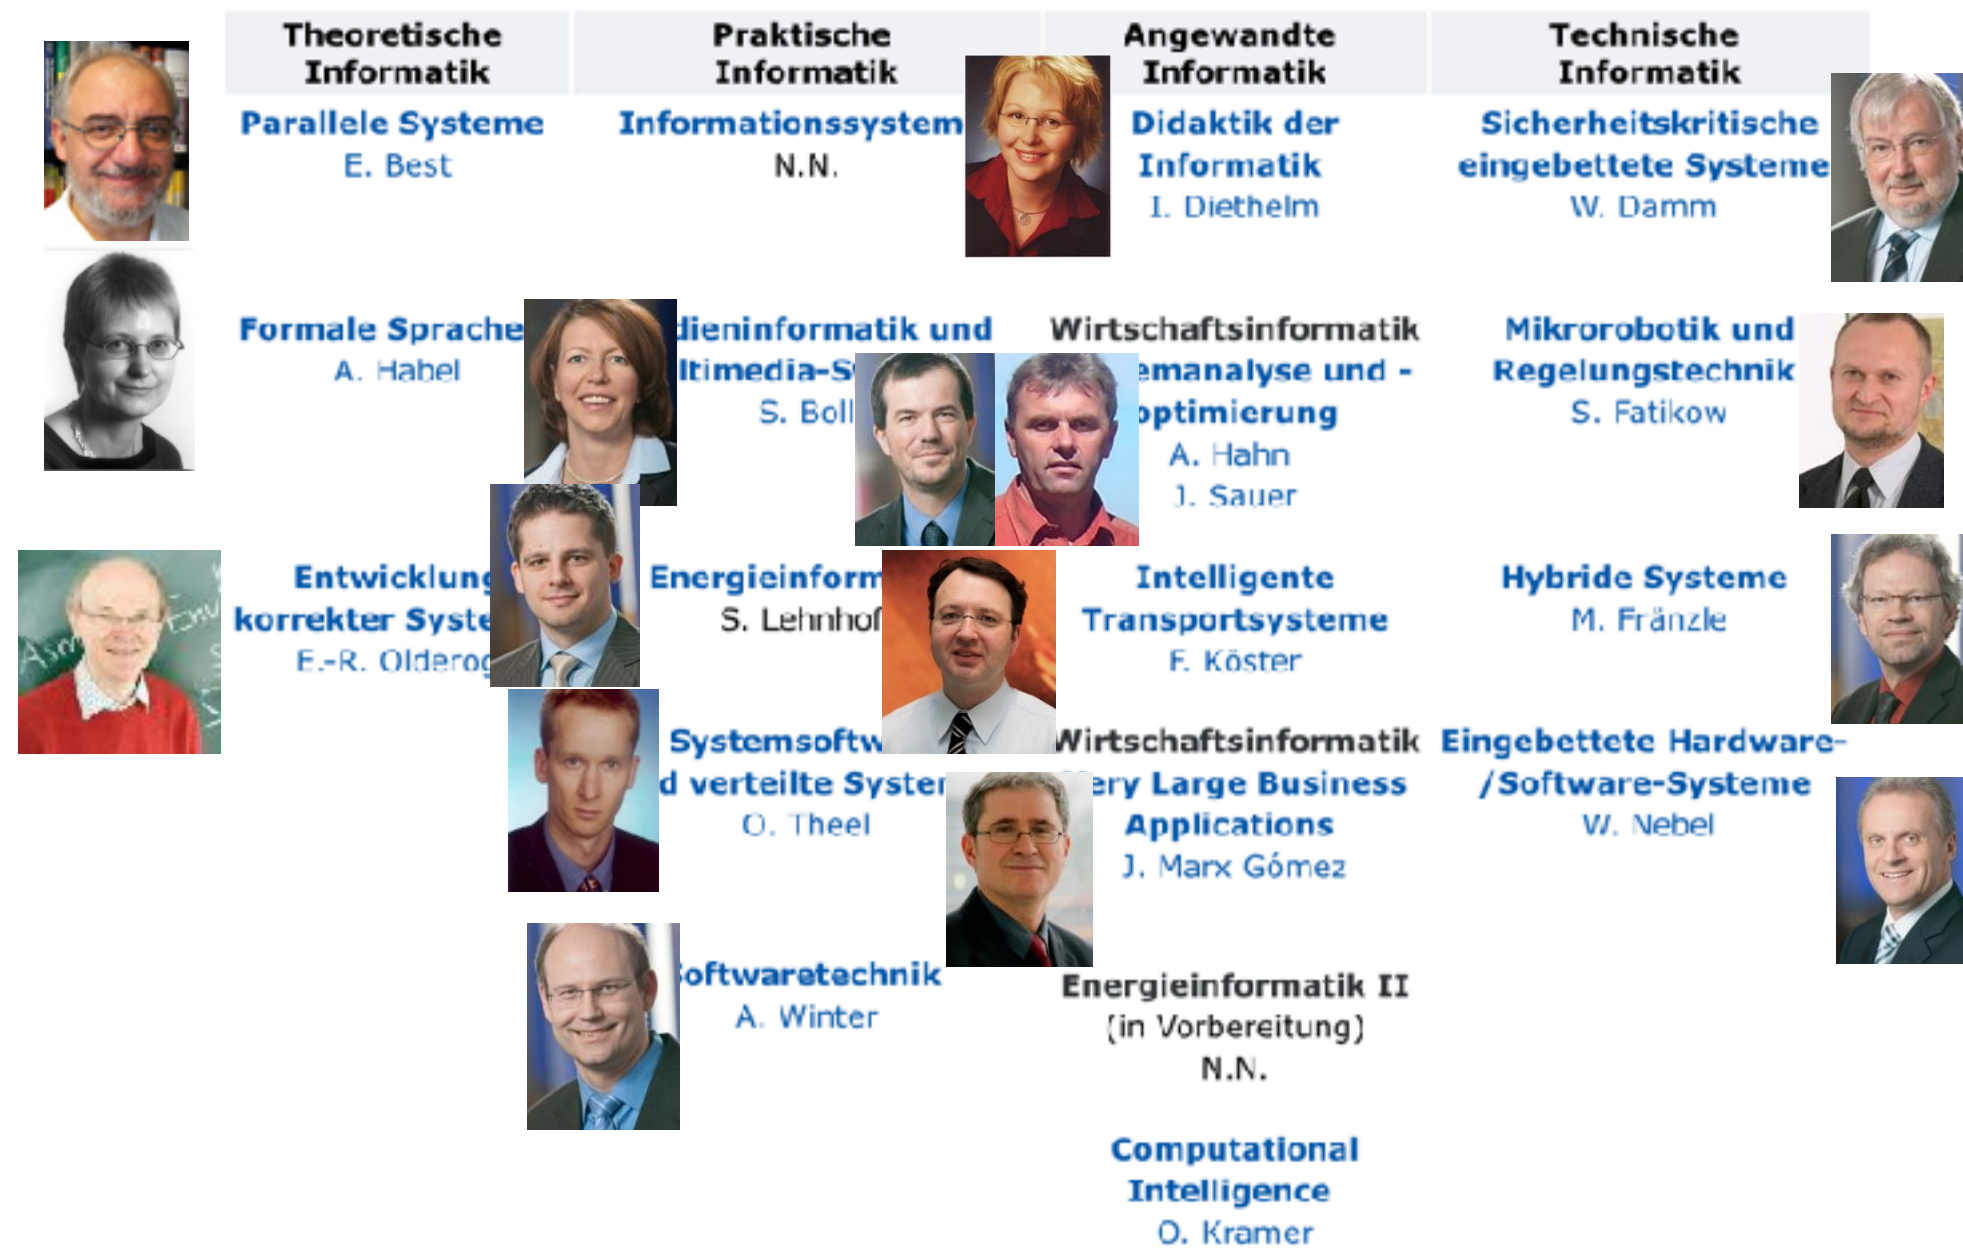 Theoretische
Informatik
Parallele Systeme
E. Best
Formale Sprache
A. Habel
Entwicklung
korrekter Syste
E.-R. Olderog
Praktische
Informatik
Informationssystem
N.N.
dieninformatik und
ltimedia-S
S. Boll
Energieinform
S. Lehnhof
Systemsoftw
d verteilte System
O. Theel
Softwaretechnik
A. Winter
Angewandte
Informatik
Didaktik der
Informatik
I. Diethelm
Wirtschaftsinformatik
emanalyse und -
optimierung
A. Hahn
J. Sauer
Intelligente
Transportsysteme
F. Köster
Wirtschaftsinformatik
Very Large Business
Applications
J. Marx Gómez
Energieinformatik II
(in Vorbereitung)
N.N.
Computational
Intelligence
O. Kramer
Technische
Informatik
Sicherheitskritische
eingebettete Systeme
W. Damm
Mikrorobotik und
Regelungstechnik
S. Fatikow
Hybride Systeme
M. Fränzle
Eingebettete Hardware-
/Software-Systeme
W. Nebel